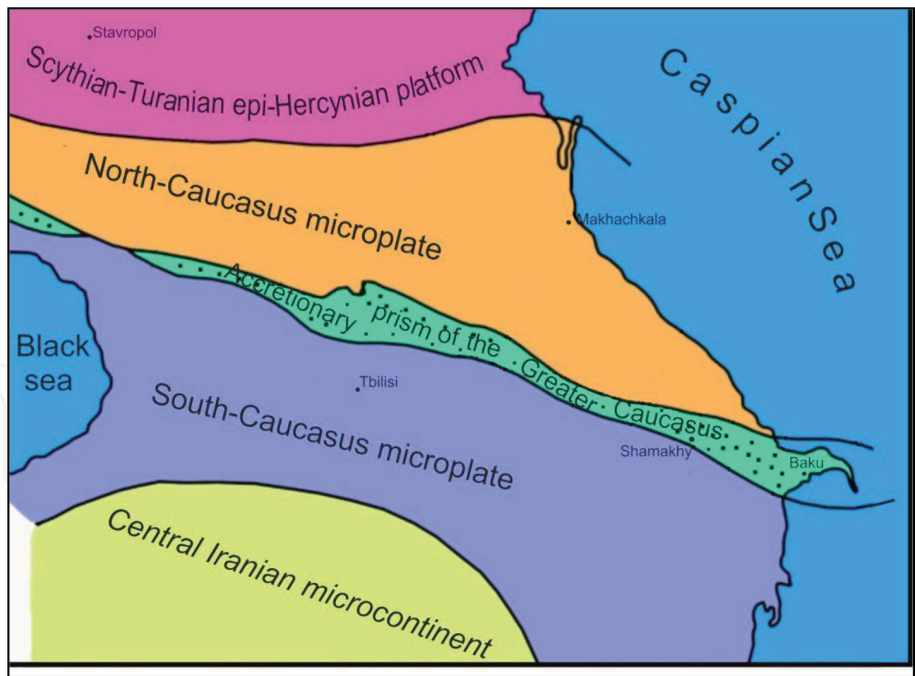 Stavropol
Scythian-Turanian epi-Hercynian platform
Caspian Sea
North-Caucasus microplate
Makhachkala
Accretionary prism of the Greater Caucasus
Black
sea
Tbilisi
South-Caucasus microplate
Shamakhy
Baku
Central Iranian microcontinent